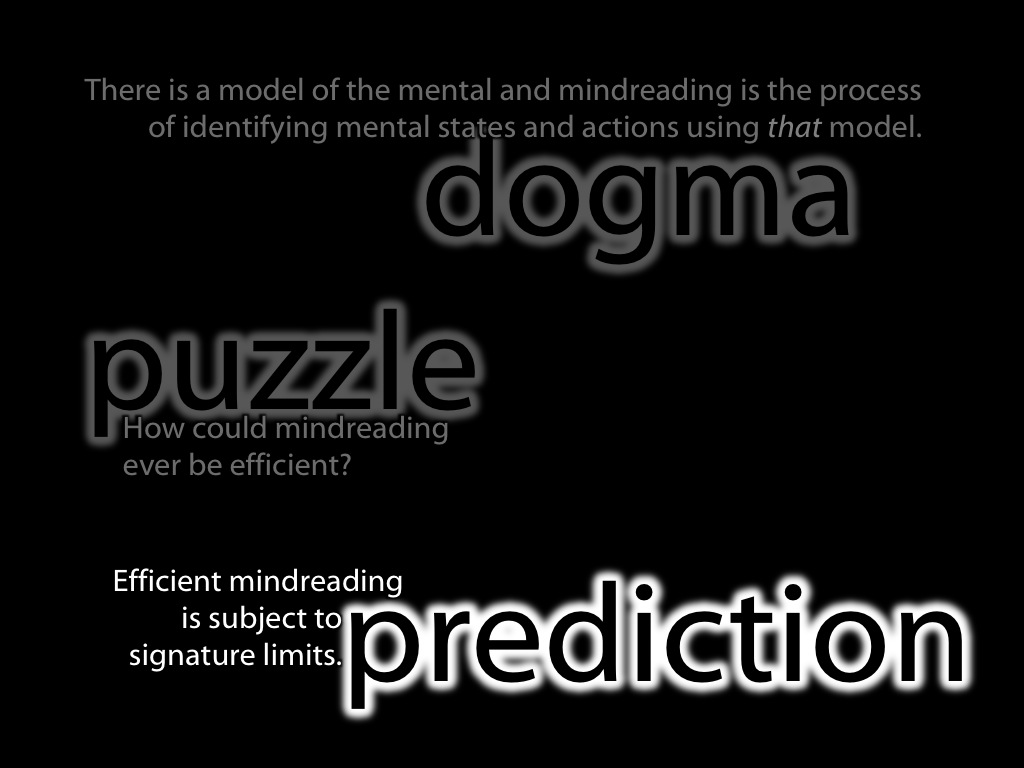 There is a model of the mental and mindreading is the process
of identifying mental states and actions using that model.
dogma
puzzle
How could mindreading
ever be efficient?
Efficient mindreading
is subject to
signature limits.
prediction